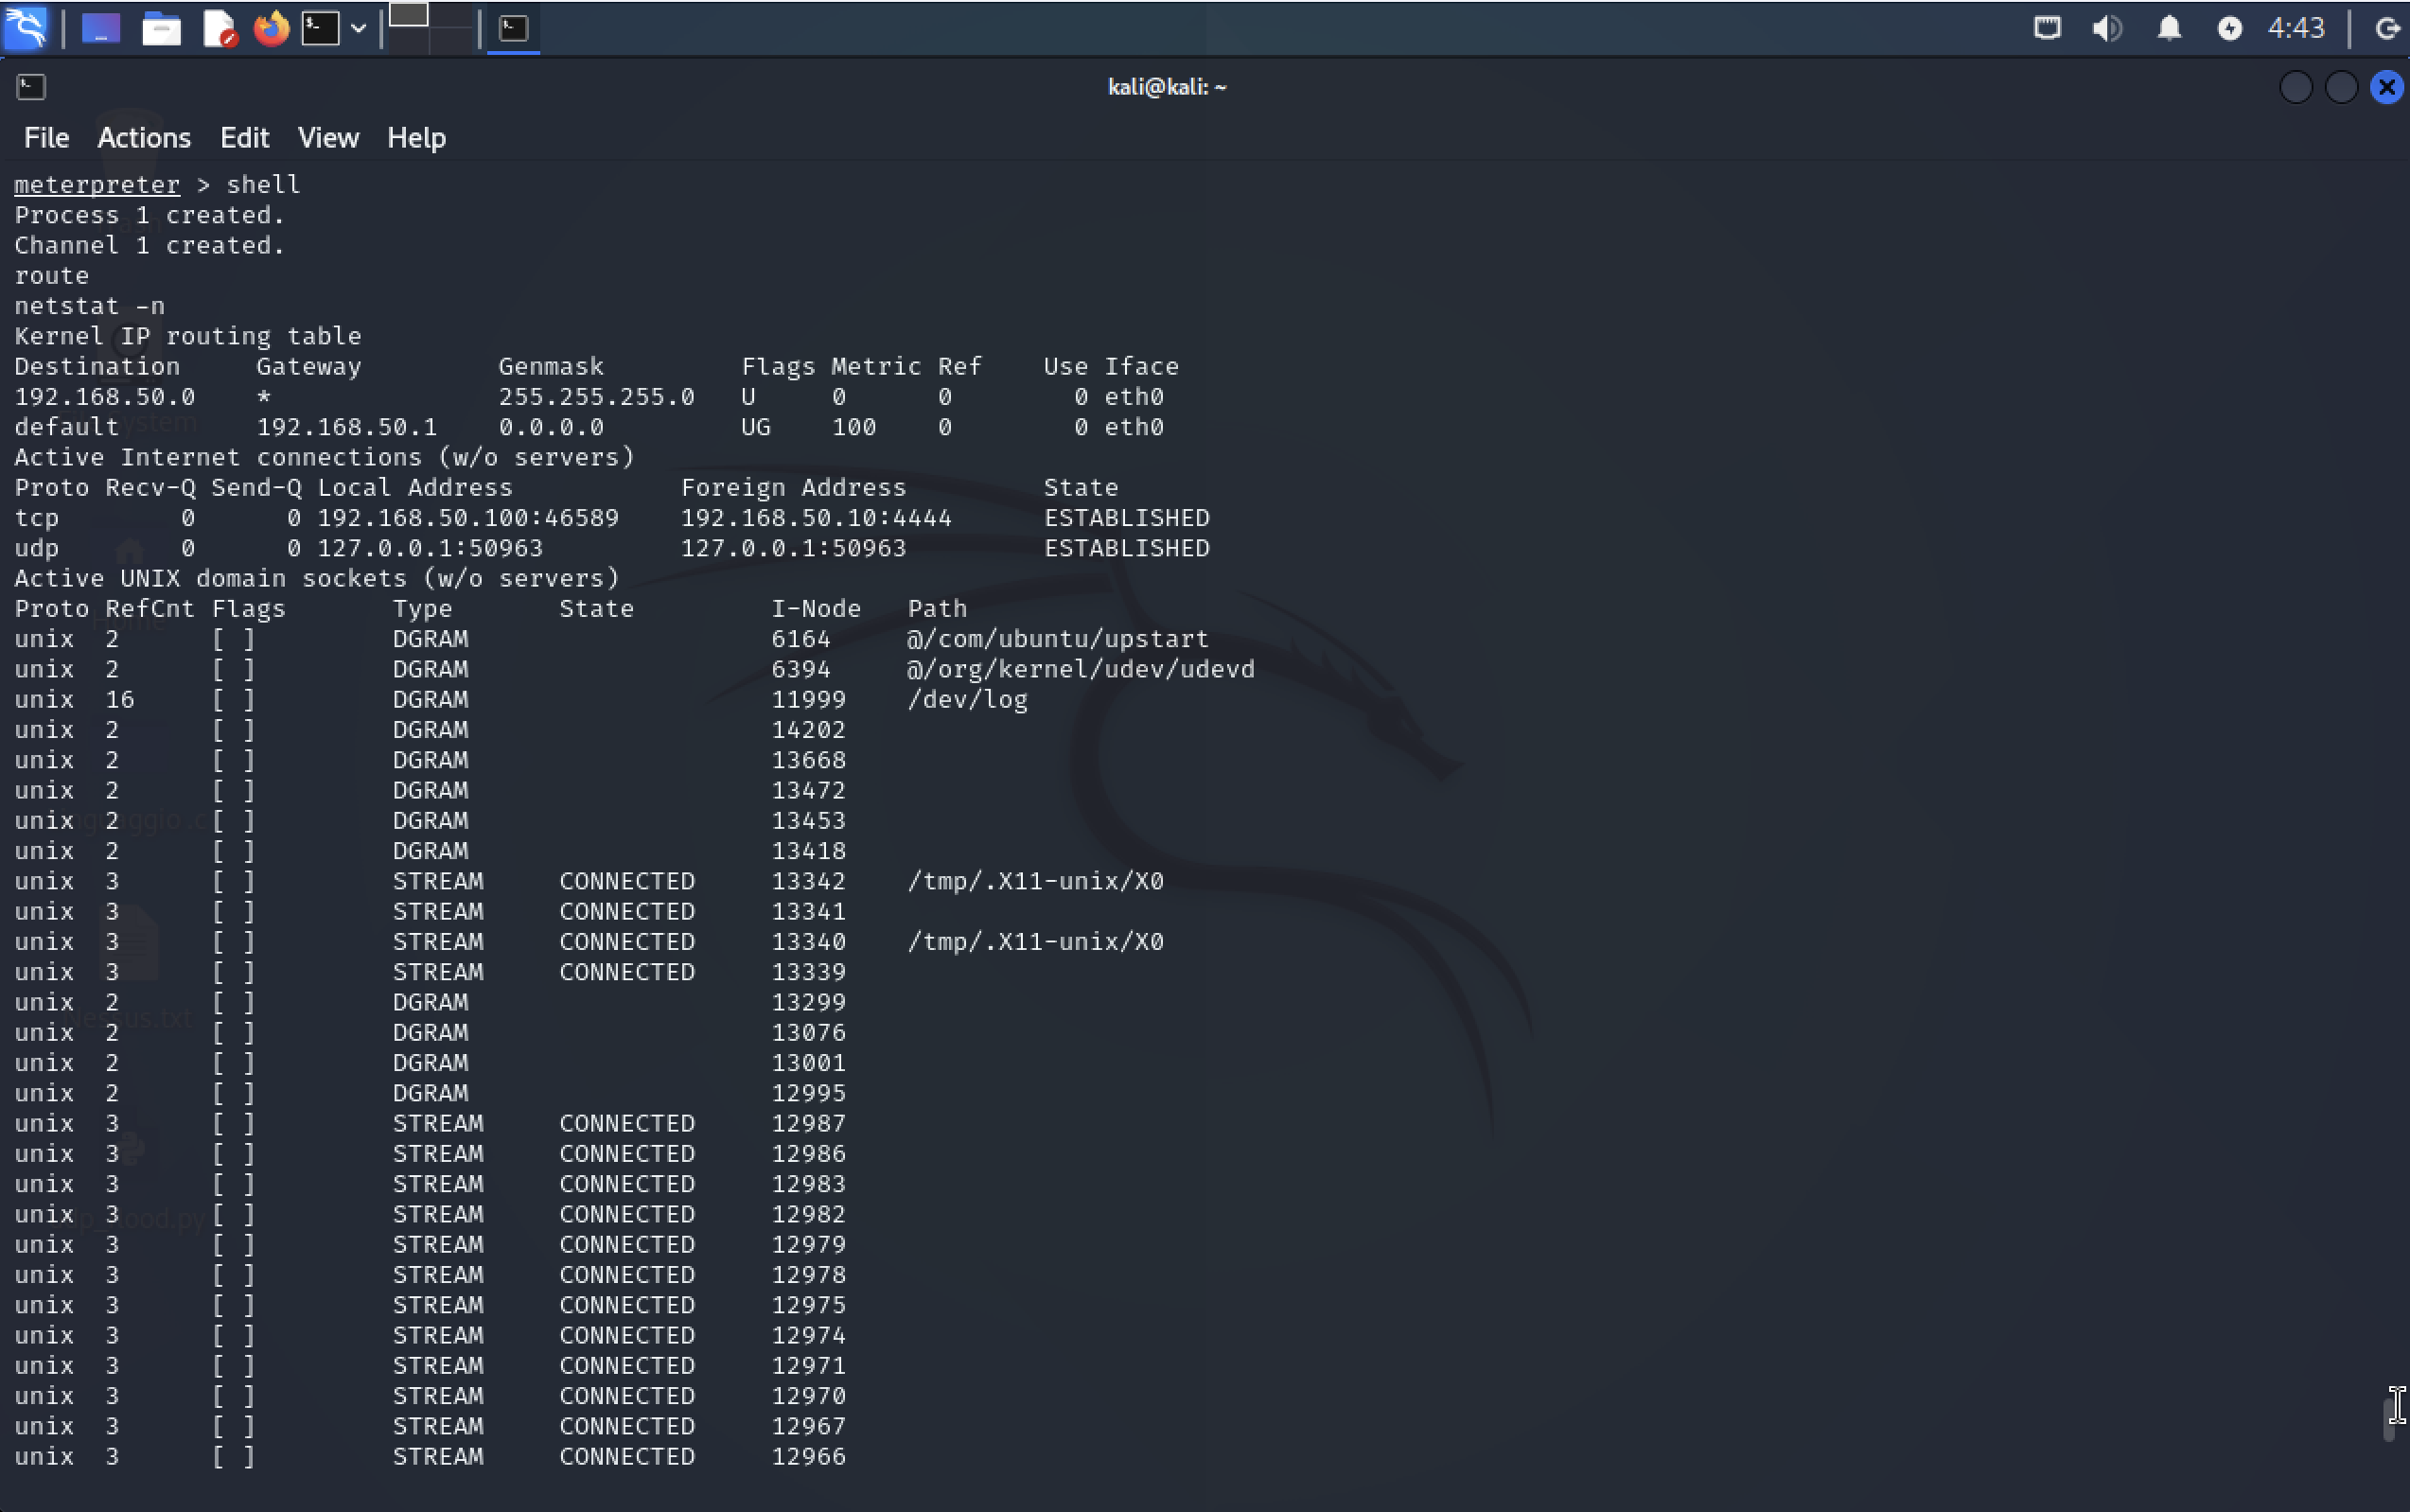 4:43
kali@kali: ~
File Actions Edit View Help
meterpreter > shell
Process 1 created.
Channel 1 created.
route
netstat -n
Kernel IP routing table
Destination     Gateway         Genmask         Flags Metric Ref    Use Iface
192.168.50.0    *               255.255.255.0   U     0      0        0 eth0
default         192.168.50.1    0.0.0.0         UG    100    0        0 eth0
Active Internet connections (w/o servers)
Proto Recv-Q Send-Q Local Address           Foreign Address         State
tcp        0      0 192.168.50.100:46589    192.168.50.10:4444      ESTABLISHED
udp        0      0 127.0.0.1:50963         127.0.0.1:50963         ESTABLISHED
Active UNIX domain sockets (w/o servers)
Proto RefCnt Flags       Type       State         I-Node   Path
unix  2      [ ]         DGRAM                    6164     @/com/ubuntu/upstart
unix  2      [ ]         DGRAM                    6394     @/org/kernel/udev/udevd
unix  16     [ ]         DGRAM                    11999    /dev/log
unix  2      [ ]         DGRAM                    14202
unix  2      [ ]         DGRAM                    13668
unix  2      [ ]         DGRAM                    13472
unix  2      [ ]         DGRAM                    13453
unix  2      [ ]         DGRAM                    13418
unix  3      [ ]         STREAM     CONNECTED     13342    /tmp/.X11-unix/X0
unix  3      [ ]         STREAM     CONNECTED     13341
unix  3      [ ]         STREAM     CONNECTED     13340    /tmp/.X11-unix/X0
unix  3      [ ]         STREAM     CONNECTED     13339
unix  2      [ ]         DGRAM                    13299
unix  2      [ ]         DGRAM                    13076
unix  2      [ ]         DGRAM                    13001
unix  2      [ ]         DGRAM                    12995
unix  3      [ ]         STREAM     CONNECTED     12987
unix  3      [ ]         STREAM     CONNECTED     12986
unix  3      [ ]         STREAM     CONNECTED     12983
unix  3      [ ]         STREAM     CONNECTED     12982
unix  3      [ ]         STREAM     CONNECTED     12979
unix  3      [ ]         STREAM     CONNECTED     12978
unix  3      [ ]         STREAM     CONNECTED     12975
unix  3      [ ]         STREAM     CONNECTED     12974
unix  3      [ ]         STREAM     CONNECTED     12971
unix  3      [ ]         STREAM     CONNECTED     12970
unix  3      [ ]         STREAM     CONNECTED     12967
unix  3      [ ]         STREAM     CONNECTED     12966